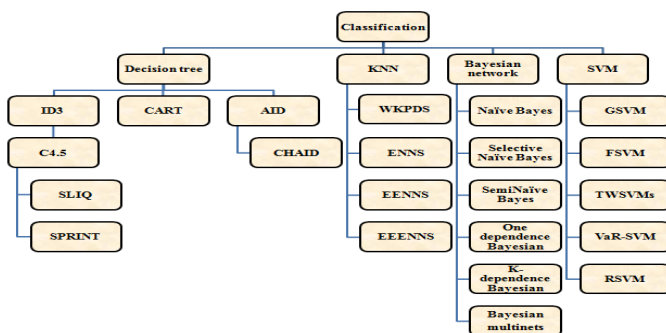 Classification
Decision tree
KNN
Bayesian
network
SVM
ID3
CART
AID
WKPDS
Naïve Bayes
GSVM
C4.5
CHAID
ENNS
Selective
Naïve Bayes
FSVM
SLIQ
EENNS
SemiNaïve
Bayes
TWSVMs
SPRINT
EEENNS
One
dependence
Bayesian
VaR-SVM
K-
dependence
Bayesian
RSVM
Bayesian
multinets